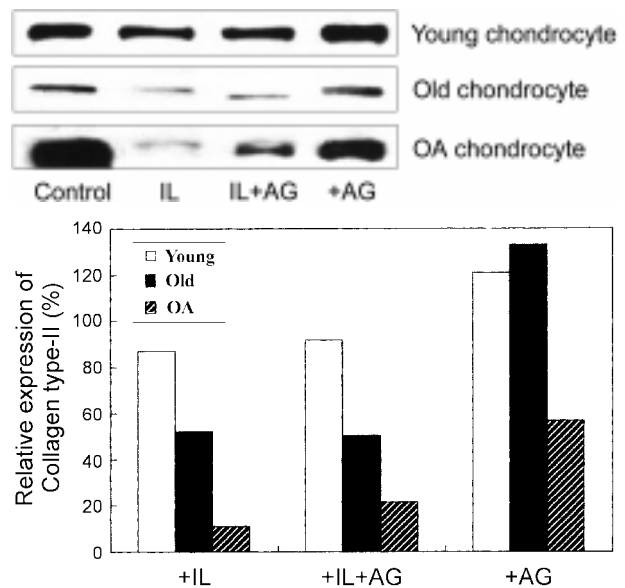 Young chondrocyte
Old chondrocyte
OA chondrocyte
Control IL IL+AG +AG
Relative expression of
Collagen type-II (%)
140
120
100
80
60
40
20
0
Young
Old
OA
+IL +IL+AG +AG